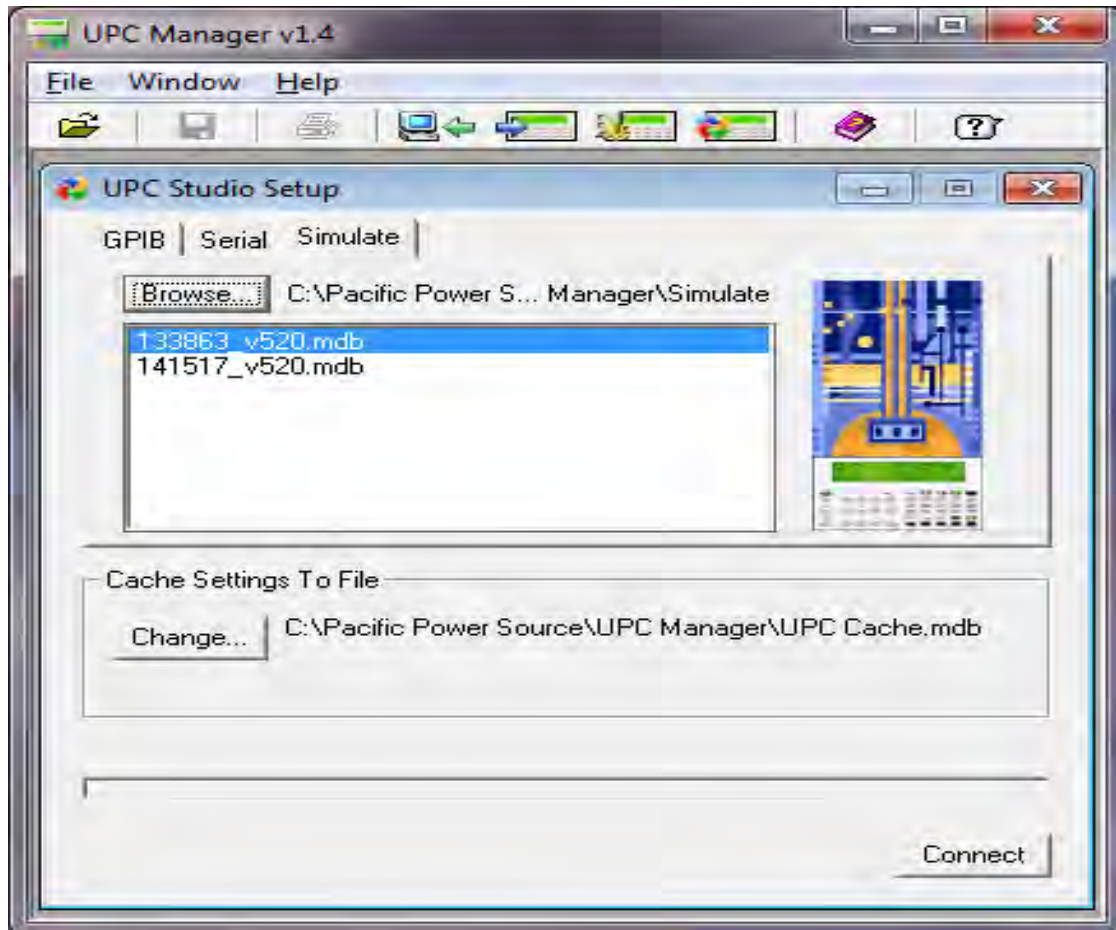 UPC Manager v1.4
File Window Help
UPC Studio Setup
GPIB Serial Simulate
Browse... C:\Pacific Power S... Manager\Simulate
133863_v520.mdb
141517_v520.mdb
Cache Settings To File
Change... C:\Pacific Power Source\UPC Manager\UPC Cache.mdb
Connect